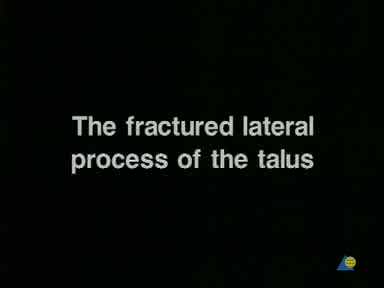 The fractured lateral
process of the talus